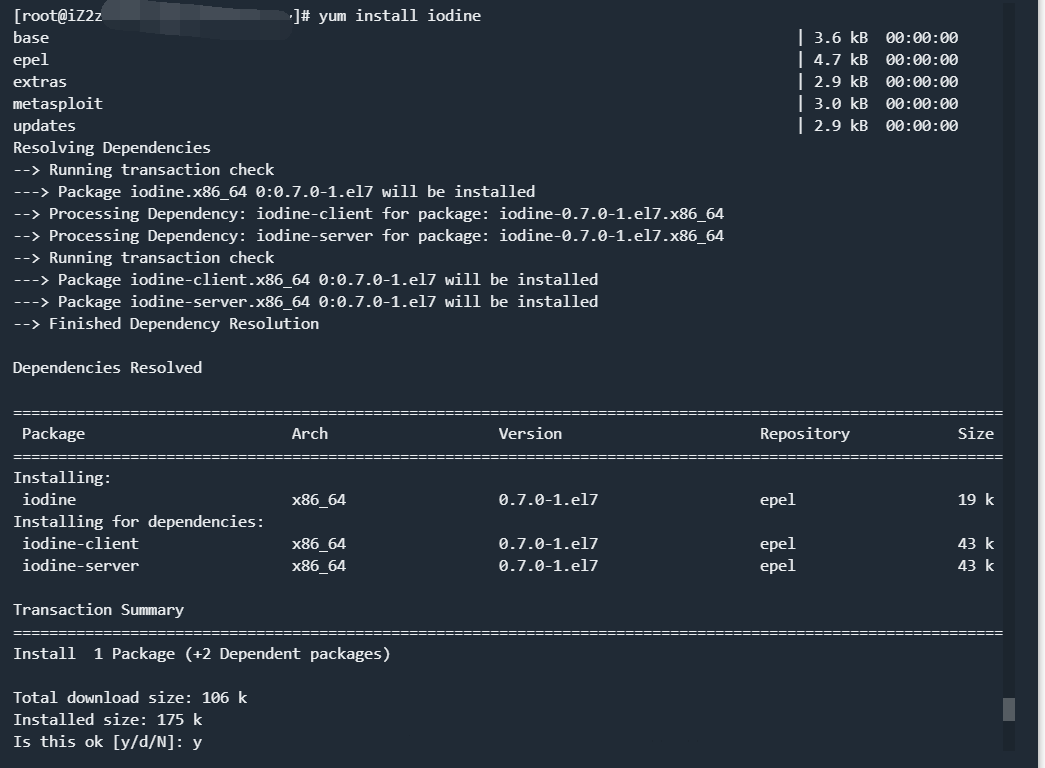 [root@iZ2z ]# yum install iodine
base | 3.6 kB 00:00:00
epel | 4.7 kB 00:00:00
extras | 2.9 kB 00:00:00
metasploit | 3.0 kB 00:00:00
updates | 2.9 kB 00:00:00
Resolving Dependencies
--> Running transaction check
---> Package iodine.x86_64 0:0.7.0-1.el7 will be installed
--> Processing Dependency: iodine-client for package: iodine-0.7.0-1.el7.x86_64
--> Processing Dependency: iodine-server for package: iodine-0.7.0-1.el7.x86_64
--> Running transaction check
---> Package iodine-client.x86_64 0:0.7.0-1.el7 will be installed
---> Package iodine-server.x86_64 0:0.7.0-1.el7 will be installed
--> Finished Dependency Resolution
Dependencies Resolved
================================================================================
Package Arch Version Repository Size
================================================================================
Installing:
iodine x86_64 0.7.0-1.el7 epel 19 k
Installing for dependencies:
iodine-client x86_64 0.7.0-1.el7 epel 43 k
iodine-server x86_64 0.7.0-1.el7 epel 43 k
Transaction Summary
================================================================================
Install 1 Package (+2 Dependent packages)
Total download size: 106 k
Installed size: 175 k
Is this ok [y/d/N]: y